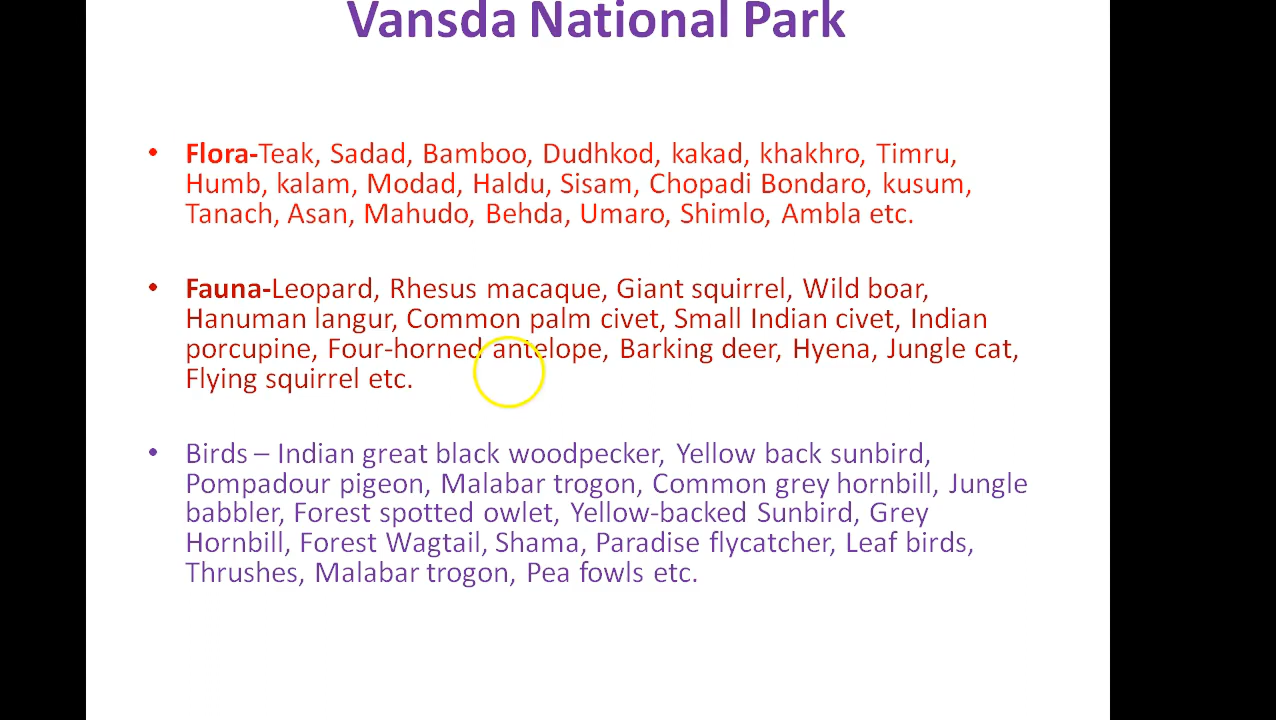 Vansda National Park
• Flora-Teak, Sadad, Bamboo, Dudhkod, kakad, khakhro, Timru,
Humb, kalam, Modad, Haldu, Sisam, Chopadi Bondaro, kusum,
Tanach, Asan, Mahudo, Behda, Umaro, Shimlo, Ambla etc.
• Fauna-Leopard, Rhesus macaque, Giant squirrel, Wild boar,
Hanuman langur, Common palm civet, Small Indian civet, Indian
porcupine, Four-horned antelope, Barking deer, Hyena, Jungle cat,
Flying squirrel etc.
• Birds – Indian great black woodpecker, Yellow back sunbird,
Pompadour pigeon, Malabar trogon, Common grey hornbill, Jungle
babbler, Forest spotted owlet, Yellow-backed Sunbird, Grey
Hornbill, Forest Wagtail, Shama, Paradise flycatcher, Leaf birds,
Thrushes, Malabar trogon, Pea fowls etc.